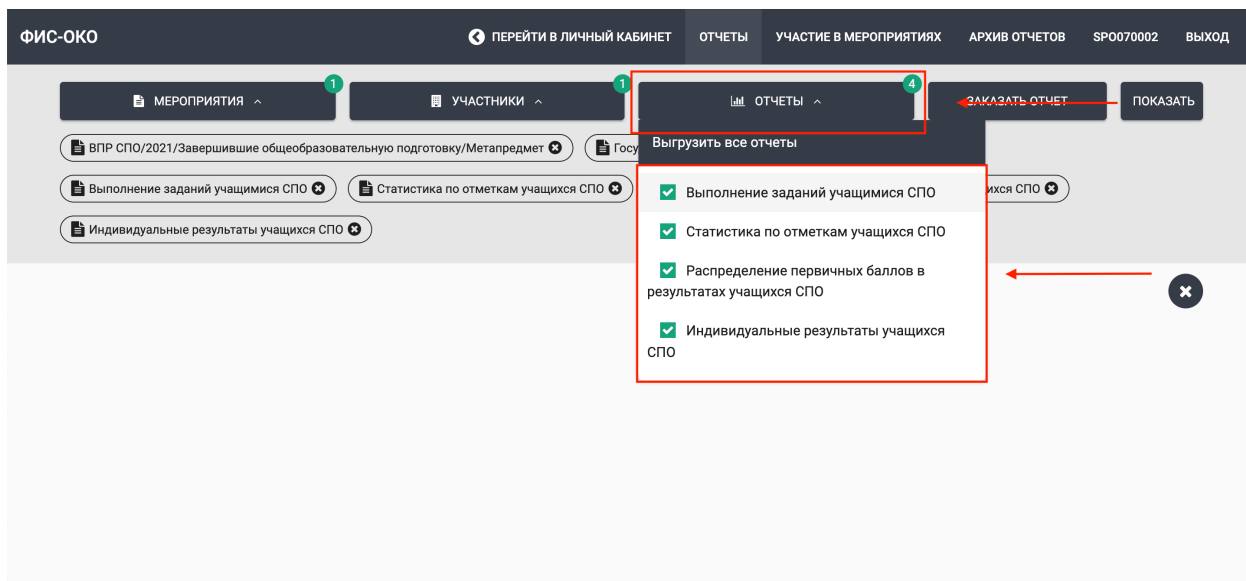 ФИС-ОКО
ПЕРЕЙТИ В ЛИЧНЫЙ КАБИНЕТ ОТЧЕТЫ УЧАСТИЕ В МЕРОПРИЯТИЯХ АРХИВ ОТЧЕТОВ SPO070002 ВЫХОД
МЕРОПРИЯТИЯ 1 УЧАСТНИКИ 1 ОТЧЕТЫ 4 ЗАКАЗАТЬ ОТЧЕТ ПОКАЗАТЬ
ВПР СПО/2021/Завершившие общеобразовательную подготовку/Метапредмет Госу
Выполнение заданий учащимися СПО Статистика по отметкам учащихся СПО ихся СПО
Индивидуальные результаты учащихся СПО
Выгрузить все отчеты
Выполнение заданий учащимися СПО
Статистика по отметкам учащихся СПО
Распределение первичных баллов в
результатах учащихся СПО
Индивидуальные результаты учащихся
СПО